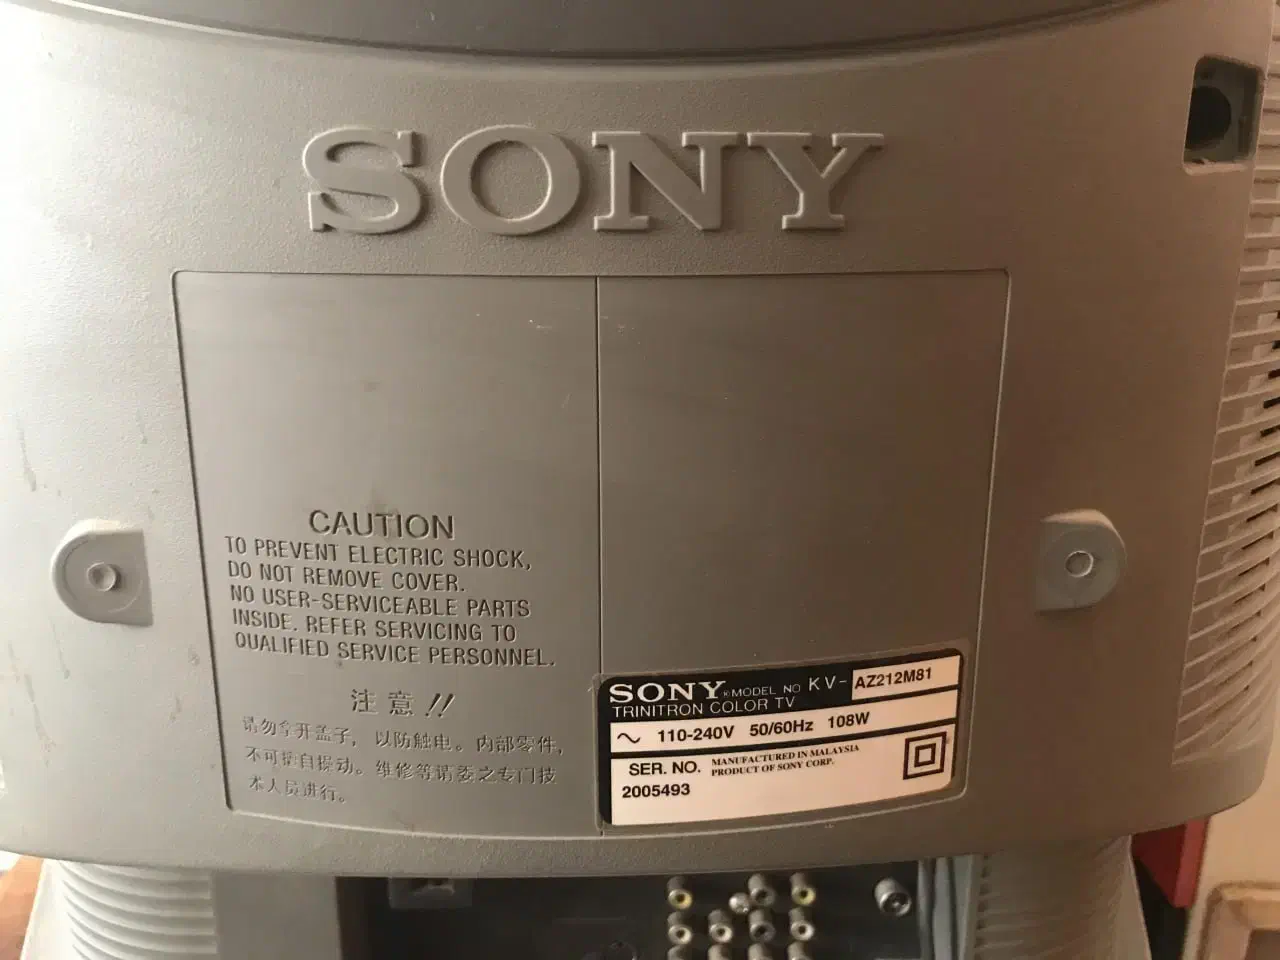 SONY
CAUTION
TO PREVENT ELECTRIC SHOCK,
DO NOT REMOVE COVER.
NO USER-SERVICEABLE PARTS
INSIDE. REFER SERVICING TO
QUALIFIED SERVICE PERSONNEL.
注意!!
请勿拿开盖子，以防触电。内部零件，
不可擅自摸动。维修等请委之专门技
术人员进行。
SONY® MODEL NO KV-AZ212M81
TRINITRON COLOR TV
~ 110-240V 50/60Hz 108W
SER. NO. MANUFACTURED IN MALAYSIA
PRODUCT OF SONY CORP.
2005493